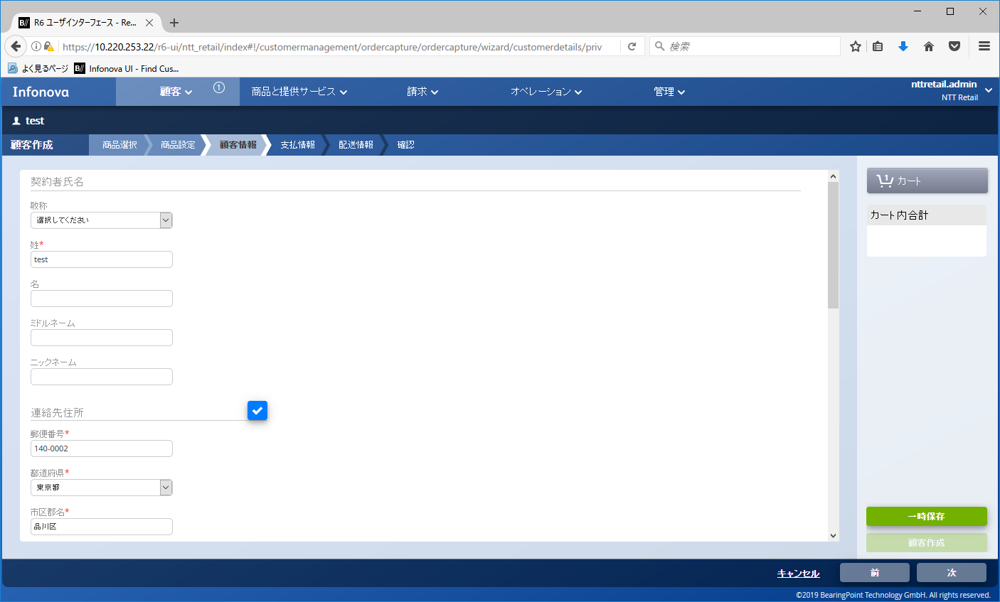 B// R6 ユーザインターフェース - Re...
https://10.220.253.22/r6-ui/ntt_retail/index#!/customermanagement/ordercapture/ordercapture/wizard/customerdetails/priv
検索
よく見るページ B// Infonova UI - Find Cus...
Infonova
顧客
1
商品と提供サービス
請求
オペレーション
管理
nttretail.admin
NTT Retail
test
顧客作成
商品選択
商品設定
顧客情報
支払情報
配送情報
確認
契約者氏名
敬称
選択してください
姓*
test
名
ミドルネーム
ニックネーム
連絡先住所
郵便番号*
140-0002
都道府県*
東京都
市区郡名*
品川区
1 カート
カート内合計
一時保存
顧客作成
キャンセル
前
次
©2019 BearingPoint Technology GmbH. All rights reserved.